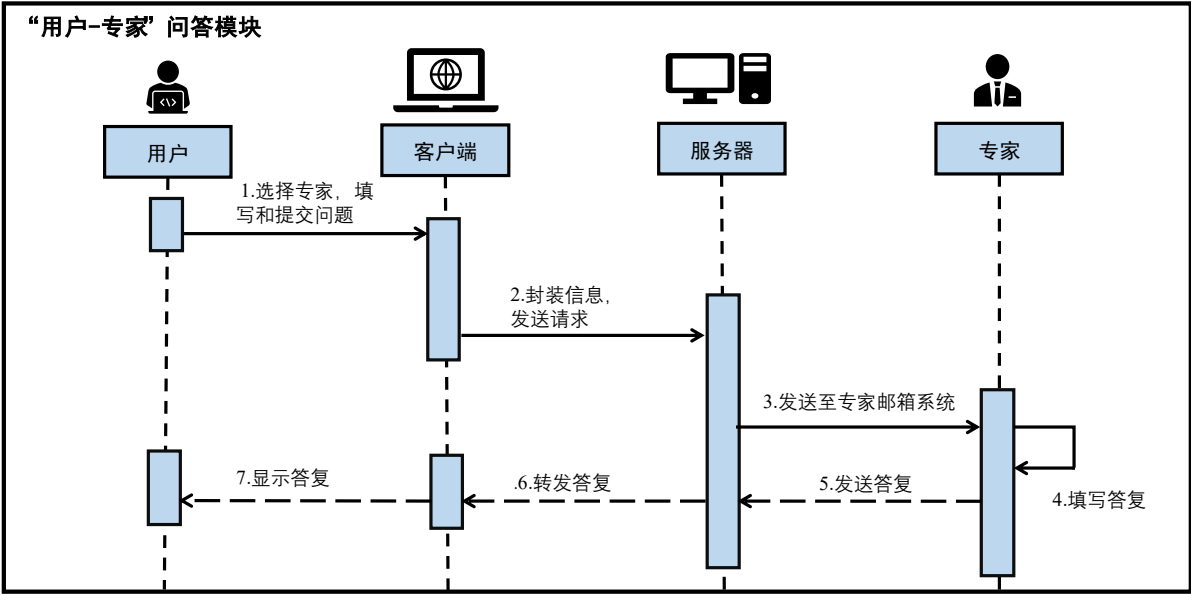 “用户-专家”问答模块
用户
客户端
服务器
专家
1.选择专家，填
写和提交问题
2.封装信息，
发送请求
3.发送至专家邮箱系统
4.填写答复
5.发送答复
.6.转发答复
7.显示答复